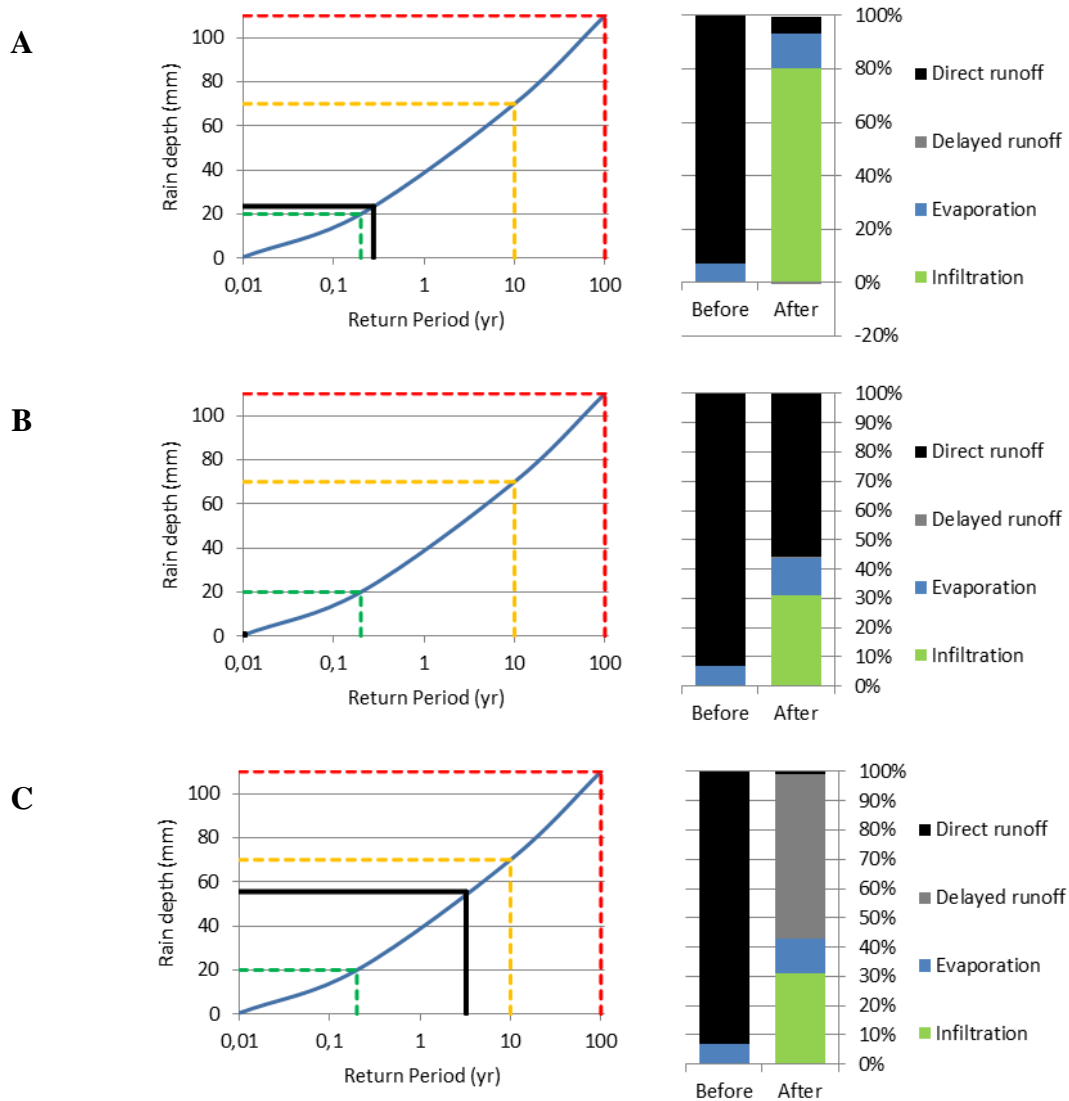 A
Rain depth (mm)
100
80
60
40
20
0
0,01 0,1 1 10 100
Return Period (yr)
100%
80%
60%
40%
20%
0%
-20%
Before After
Direct runoff
Delayed runoff
Evaporation
Infiltration
B
Rain depth (mm)
100
80
60
40
20
0
0,01 0,1 1 10 100
Return Period (yr)
100%
90%
80%
70%
60%
50%
40%
30%
20%
10%
0%
Before After
Direct runoff
Delayed runoff
Evaporation
Infiltration
C
Rain depth (mm)
100
80
60
40
20
0
0,01 0,1 1 10 100
Return Period (yr)
100%
90%
80%
70%
60%
50%
40%
30%
20%
10%
0%
Before After
Direct runoff
Delayed runoff
Evaporation
Infiltration